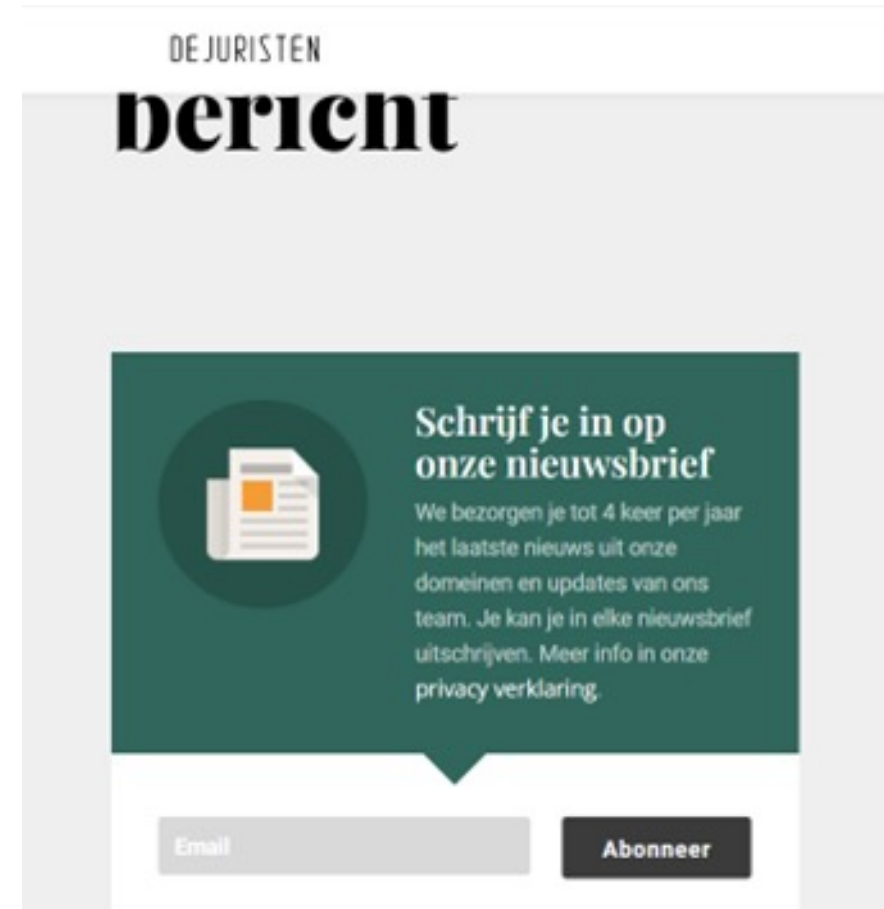 DE JURISTEN
bericht
Schrijf je in op
onze nieuwsbrief
We bezorgen je tot 4 keer per jaar
het laatste nieuws uit onze
domeinen en updates van ons
team. Je kan je in elke nieuwsbrief
uitschrijven. Meer info in onze
privacy verklaring.
Email
Abonneer